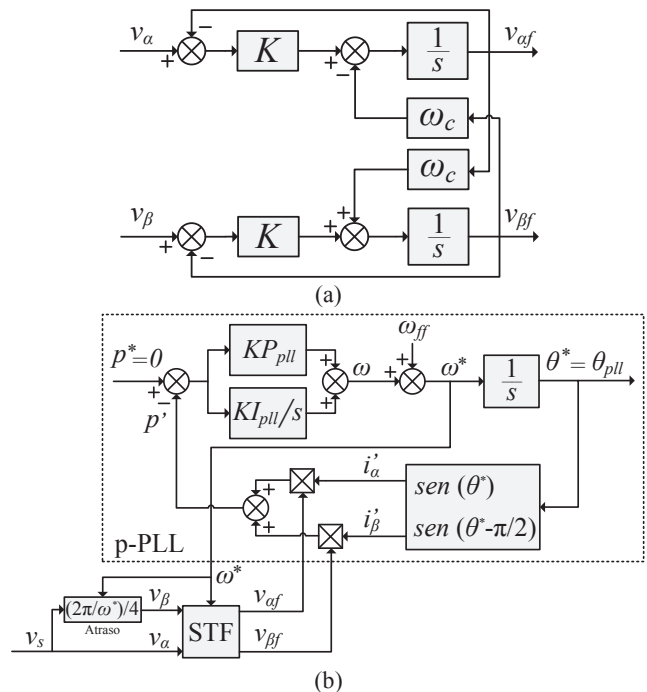 v_α + − K + − 1/s v_αf
ω_c
ω_c
v_β + − K + + 1/s v_βf
(a)
p*=0 + − KP_pll + + ω ω_ff + + ω* 1/s θ*= θ_pll
p' KI_pll/s
i'_α sen (θ*)
+ +
i'_β sen (θ*-π/2)
p-PLL
ω*
(2π/ω*)/4 v_β v_αf
Atraso
v_s v_α STF v_βf
(b)